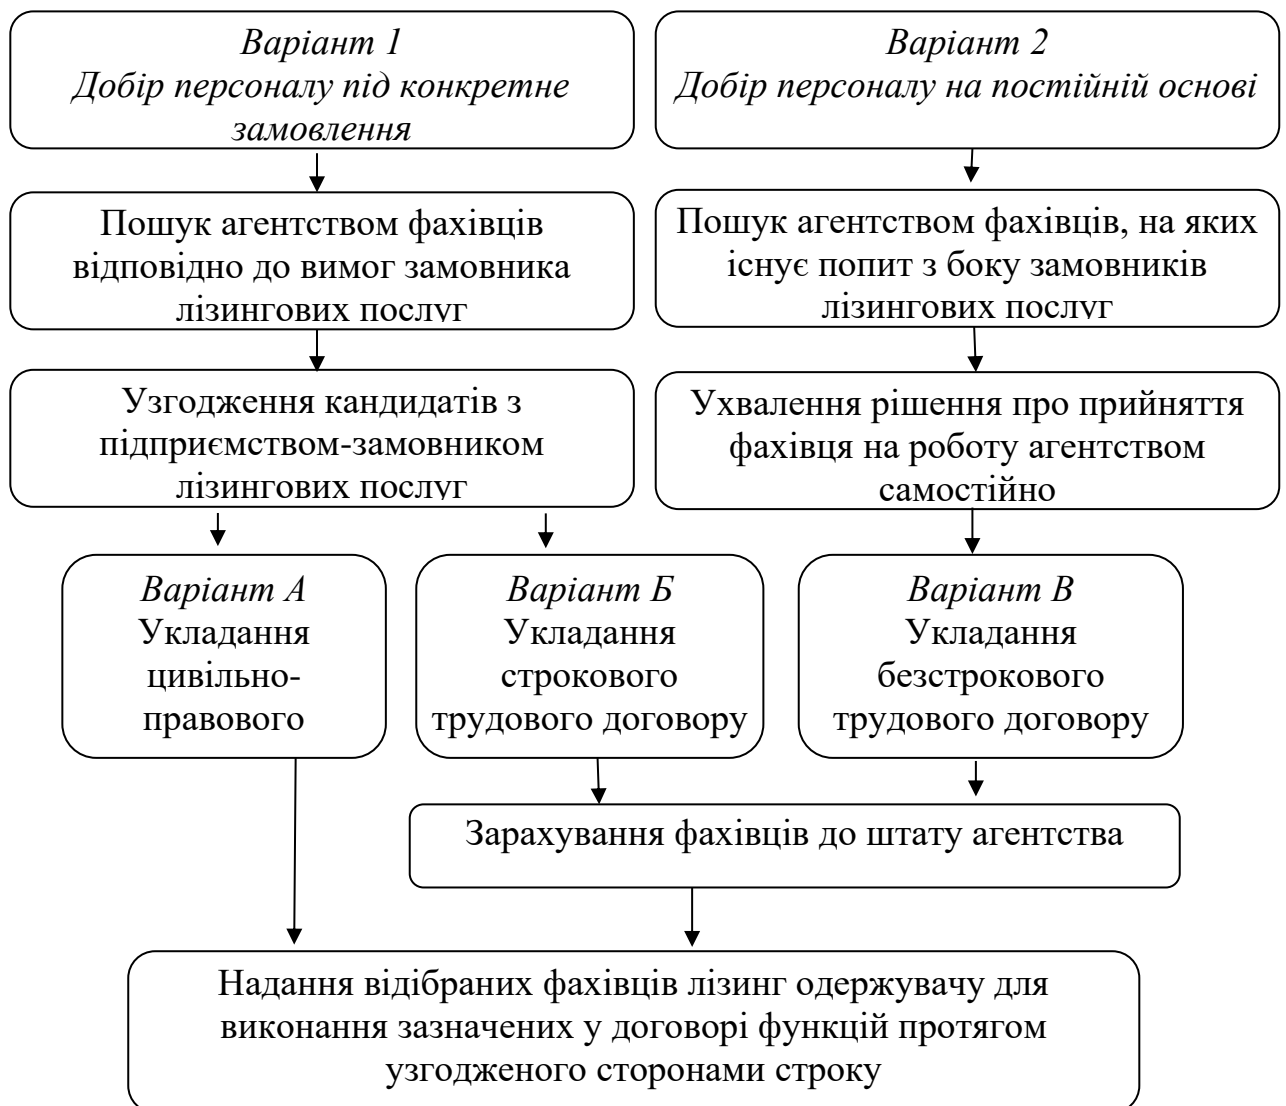 Варіант 1
Добір персоналу під конкретне
замовлення
Варіант 2
Добір персоналу на постійній основі
Пошук агентством фахівців
відповідно до вимог замовника
лізингових послуг
Пошук агентством фахівців, на яких
існує попит з боку замовників
лізингових послуг
Узгодження кандидатів з
підприємством-замовником
лізингових послуг
Ухвалення рішення про прийняття
фахівця на роботу агентством
самостійно
Варіант А
Укладання
цивільно-
правового
Варіант Б
Укладання
строкового
трудового договору
Варіант В
Укладання
безстрокового
трудового договору
Зарахування фахівців до штату агентства
Надання відібраних фахівців лізинг одержувачу для
виконання зазначених у договорі функцій протягом
узгодженого сторонами строку